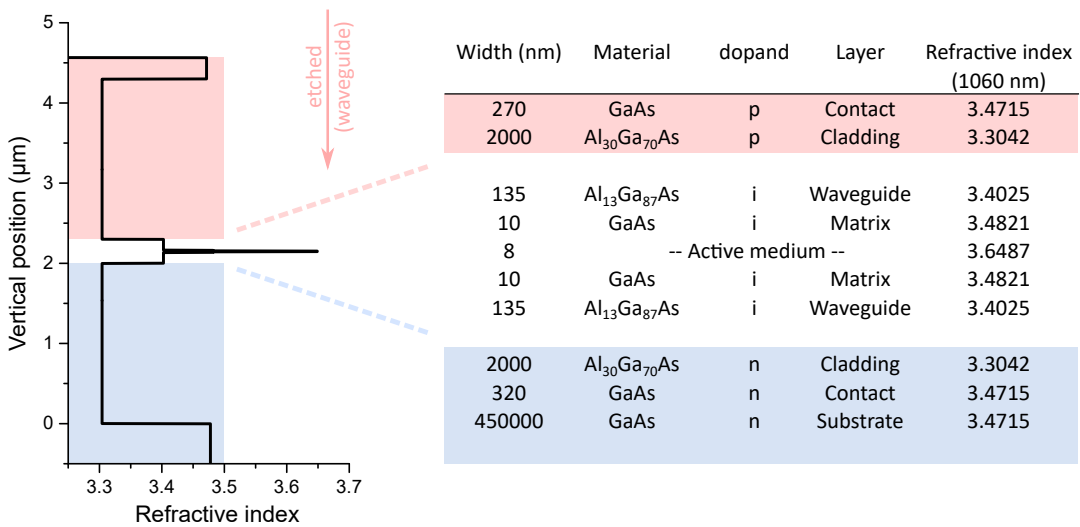 5
4
3
2
1
0
Vertical position (µm)
3.3 3.4 3.5 3.6 3.7
Refractive index
etched
(waveguide)
Width (nm) Material dopand Layer Refractive index
(1060 nm)
270 GaAs p Contact 3.4715
2000 Al₃₀Ga₇₀As p Cladding 3.3042
135 Al₁₃Ga₈₇As i Waveguide 3.4025
10 GaAs i Matrix 3.4821
8 -- Active medium -- 3.6487
10 GaAs i Matrix 3.4821
135 Al₁₃Ga₈₇As i Waveguide 3.4025
2000 Al₃₀Ga₇₀As n Cladding 3.3042
320 GaAs n Contact 3.4715
450000 GaAs n Substrate 3.4715